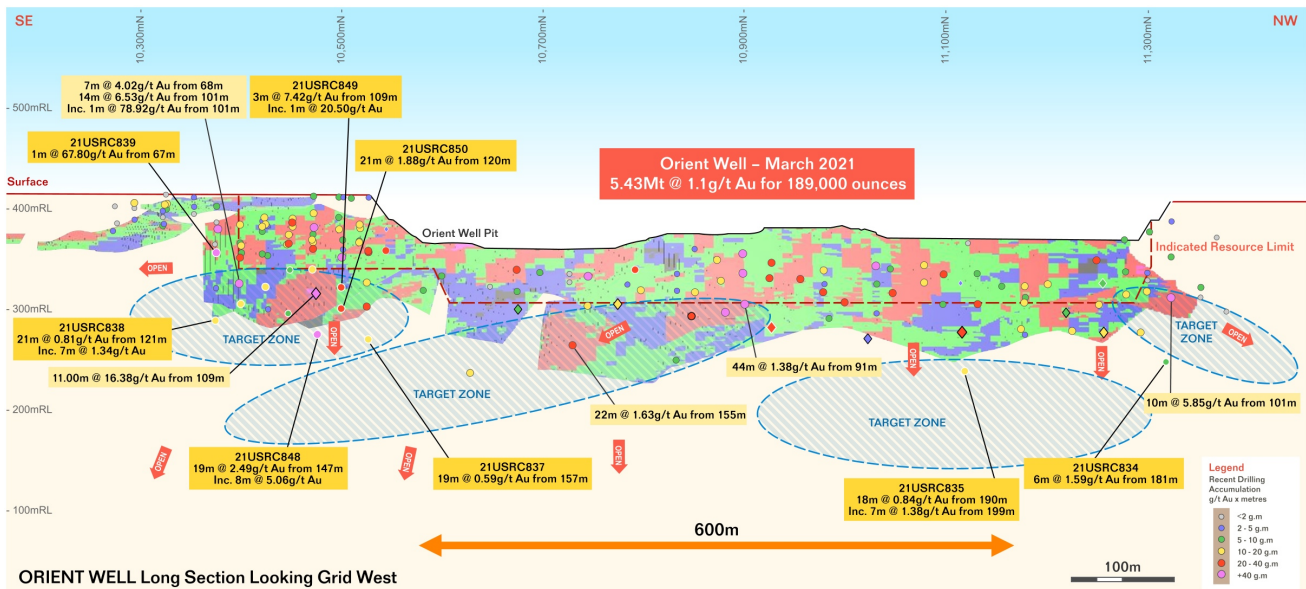 SE
NW
10,300mN
10,500mN
10,700mN
10,900mN
11,100mN
11,300mN
500mRL
400mRL
300mRL
200mRL
100mRL
7m @ 4.02g/t Au from 68m
14m @ 6.53g/t Au from 101m
Inc. 1m @ 78.92g/t Au from 101m
21USRC849
3m @ 7.42g/t Au from 109m
Inc. 1m @ 20.50g/t Au
21USRC839
1m @ 67.80g/t Au from 67m
21USRC850
21m @ 1.88g/t Au from 120m
Orient Well – March 2021
5.43Mt @ 1.1g/t Au for 189,000 ounces
Surface
Orient Well Pit
Indicated Resource Limit
OPEN
OPEN
OPEN
OPEN
OPEN
OPEN
OPEN
OPEN
OPEN
OPEN
TARGET ZONE
TARGET ZONE
TARGET ZONE
TARGET
ZONE
21USRC838
21m @ 0.81g/t Au from 121m
Inc. 7m @ 1.34g/t Au
11.00m @ 16.38g/t Au from 109m
44m @ 1.38g/t Au from 91m
22m @ 1.63g/t Au from 155m
10m @ 5.85g/t Au from 101m
21USRC848
19m @ 2.49g/t Au from 147m
Inc. 8m @ 5.06g/t Au
21USRC837
19m @ 0.59g/t Au from 157m
21USRC835
18m @ 0.84g/t Au from 190m
Inc. 7m @ 1.38g/t Au from 199m
21USRC834
6m @ 1.59g/t Au from 181m
Legend
Recent Drilling
Accumulation
g/t Au x metres
<2 g.m
2 - 5 g.m
5 - 10 g.m
10 - 20 g.m
20 - 40 g.m
+40 g.m
600m
100m
ORIENT WELL Long Section Looking Grid West